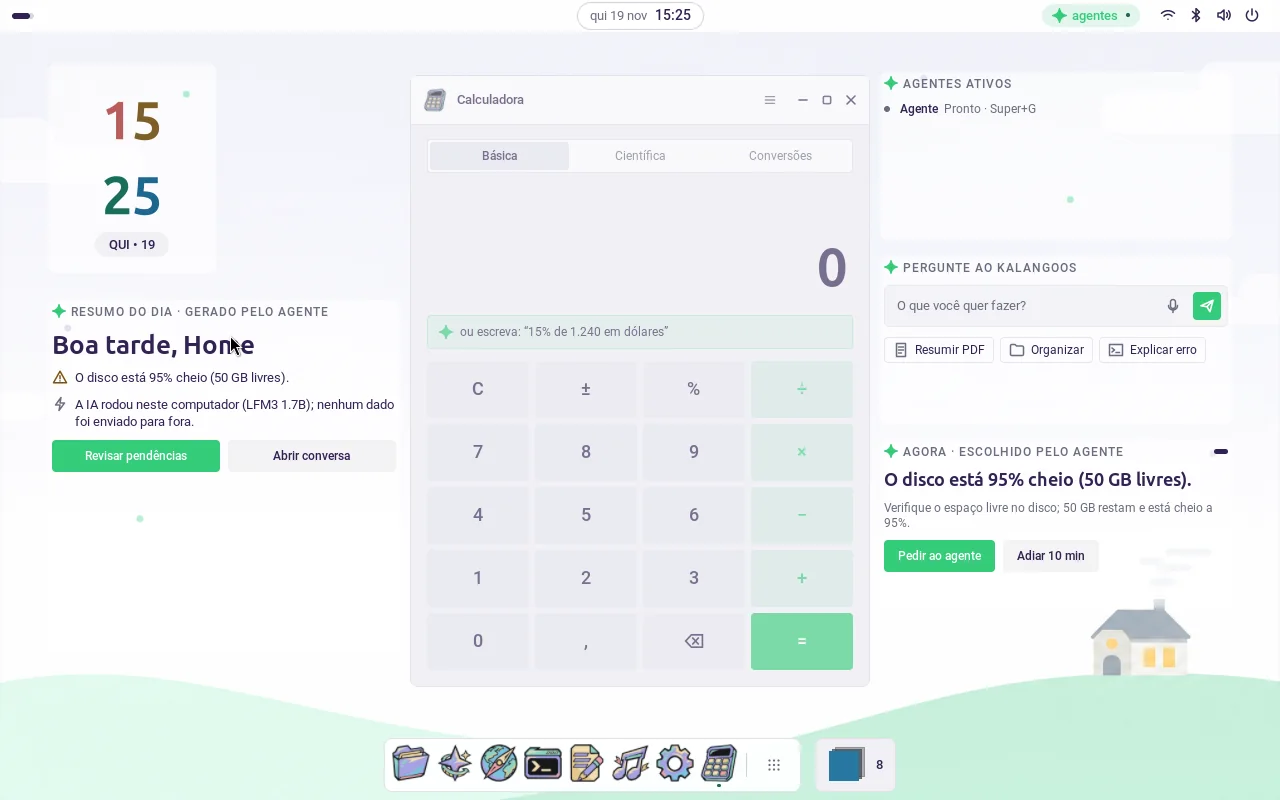 qui 19 nov 15:25
agentes
15
25
QUI • 19
RESUMO DO DIA · GERADO PELO AGENTE
Boa tarde, Home
O disco está 95% cheio (50 GB livres).
A IA rodou neste computador (LFM3 1.7B); nenhum dado
foi enviado para fora.
Revisar pendências
Abrir conversa
Calculadora
Básica
Científica
Conversões
0
ou escreva: “15% de 1.240 em dólares”
C ± % ÷
7 8 9 ×
4 5 6 −
1 2 3 +
0 , =
AGENTES ATIVOS
Agente Pronto · Super+G
PERGUNTE AO KALANGOOS
O que você quer fazer?
Resumir PDF
Organizar
Explicar erro
AGORA · ESCOLHIDO PELO AGENTE
O disco está 95% cheio (50 GB livres).
Verifique o espaço livre no disco; 50 GB restam e está cheio a
95%.
Pedir ao agente
Adiar 10 min
8